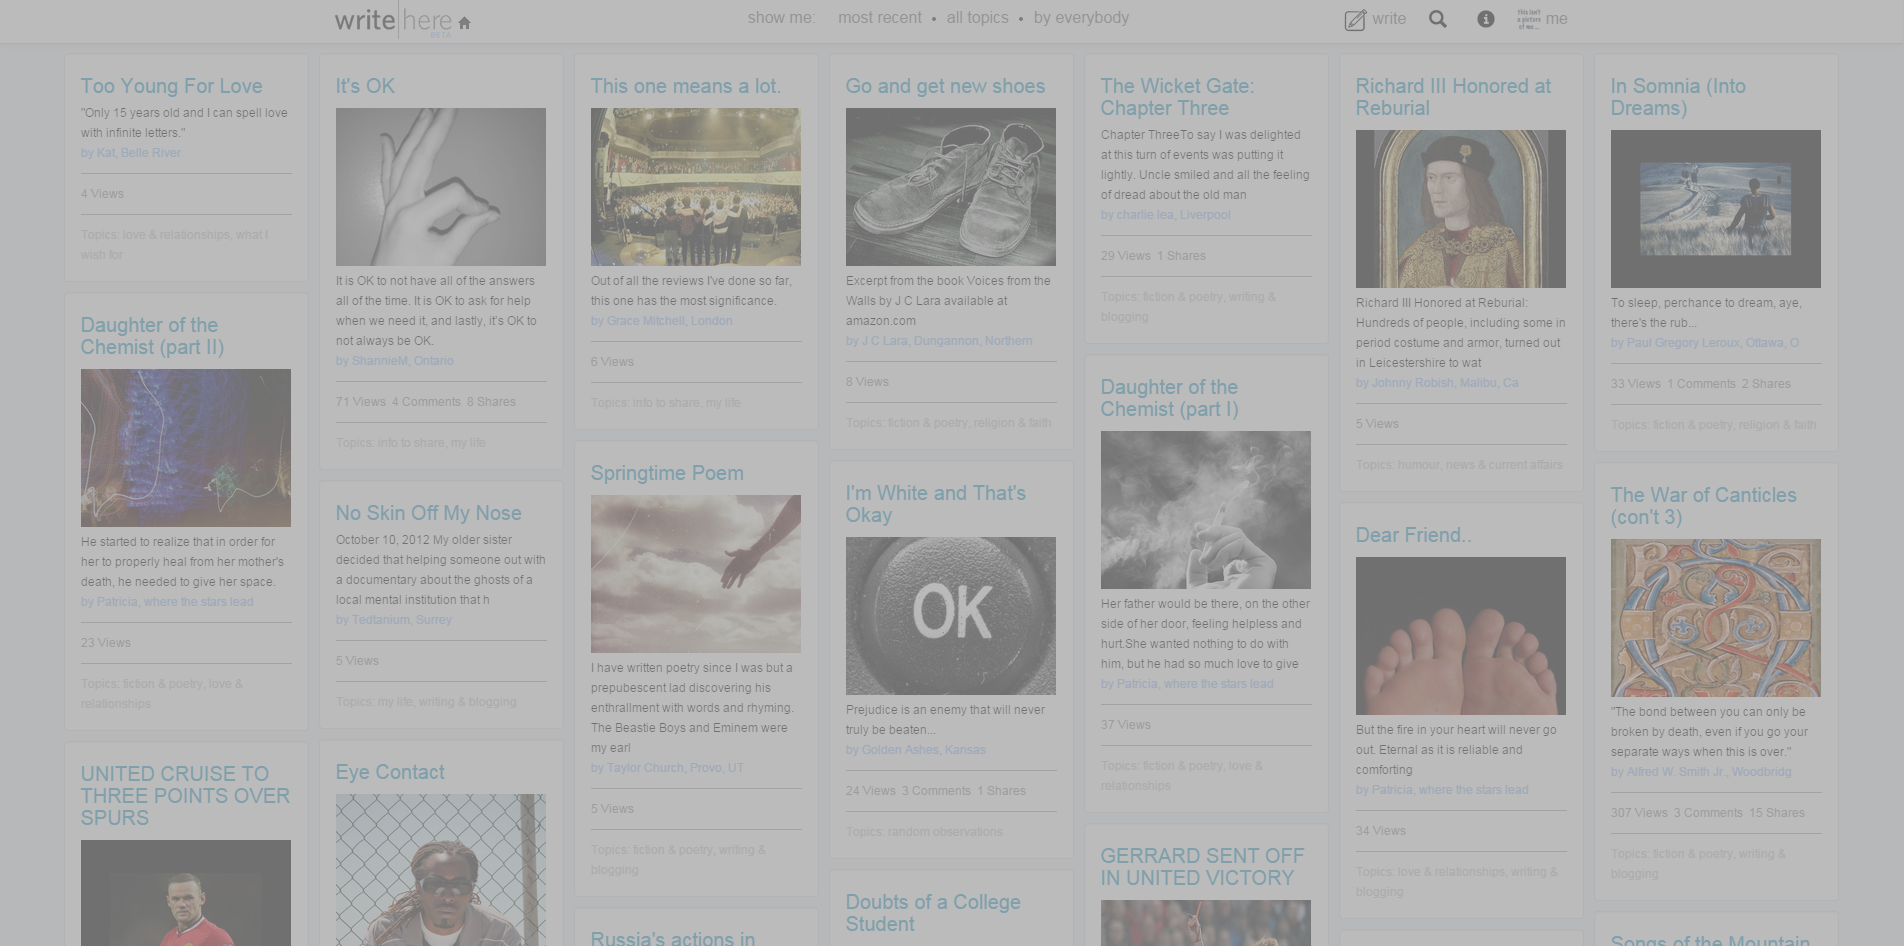 write|here BETA
show me: most recent • all topics • by everybody
write
this isn't
a picture
of me ...
me
Too Young For Love
"Only 15 years old and I can spell love
with infinite letters."
by Kat, Belle River
4 Views
Topics: love & relationships, what I
wish for
Daughter of the
Chemist (part II)
He started to realize that in order for
her to properly heal from her mother's
death, he needed to give her space.
by Patricia, where the stars lead
23 Views
Topics: fiction & poetry, love &
relationships
UNITED CRUISE TO
THREE POINTS OVER
SPURS
It's OK
It is OK to not have all of the answers
all of the time. It is OK to ask for help
when we need it, and lastly, it's OK to
not always be OK.
by ShannieM, Ontario
71 Views 4 Comments 8 Shares
Topics: info to share, my life
No Skin Off My Nose
October 10, 2012 My older sister
decided that helping someone out with
a documentary about the ghosts of a
local mental institution that h
by Tedtanium, Surrey
5 Views
Topics: my life, writing & blogging
Eye Contact
This one means a lot.
Out of all the reviews I've done so far,
this one has the most significance.
by Grace Mitchell, London
6 Views
Topics: info to share, my life
Springtime Poem
I have written poetry since I was but a
prepubescent lad discovering his
enthrallment with words and rhyming.
The Beastie Boys and Eminem were
my earl
by Taylor Church, Provo, UT
5 Views
Topics: fiction & poetry, writing &
blogging
Russia's actions in
Go and get new shoes
Excerpt from the book Voices from the
Walls by J C Lara available at
amazon.com
by J C Lara, Dungannon, Northern
8 Views
Topics: fiction & poetry, religion & faith
I'm White and That's
Okay
OK
Prejudice is an enemy that will never
truly be beaten...
by Golden Ashes, Kansas
24 Views 3 Comments 1 Shares
Topics: random observations
Doubts of a College
Student
The Wicket Gate:
Chapter Three
Chapter ThreeTo say I was delighted
at this turn of events was putting it
lightly. Uncle smiled and all the feeling
of dread about the old man
by charlie lea, Liverpool
29 Views 1 Shares
Topics: fiction & poetry, writing &
blogging
Daughter of the
Chemist (part I)
Her father would be there, on the other
side of her door, feeling helpless and
hurt.She wanted nothing to do with
him, but he had so much love to give
by Patricia, where the stars lead
37 Views
Topics: fiction & poetry, love &
relationships
GERRARD SENT OFF
IN UNITED VICTORY
Richard III Honored at
Reburial
Richard III Honored at Reburial:
Hundreds of people, including some in
period costume and armor, turned out
in Leicestershire to wat
by Johnny Robish, Malibu, Ca
5 Views
Topics: humour, news & current affairs
Dear Friend..
But the fire in your heart will never go
out. Eternal as it is reliable and
comforting
by Patricia, where the stars lead
34 Views
Topics: love & relationships, writing &
blogging
In Somnia (Into
Dreams)
To sleep, perchance to dream, aye,
there's the rub...
by Paul Gregory Leroux, Ottawa, O
33 Views 1 Comments 2 Shares
Topics: fiction & poetry, religion & faith
The War of Canticles
(con't 3)
"The bond between you can only be
broken by death, even if you go your
separate ways when this is over."
by Alfred W. Smith Jr., Woodbridg
307 Views 3 Comments 15 Shares
Topics: fiction & poetry, writing &
blogging
Songs of the Mountain